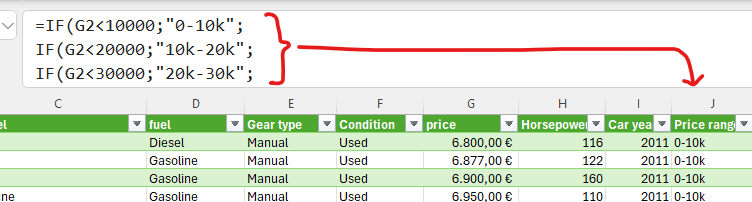 =IF(G2<10000;"0-10k";
IF(G2<20000;"10k-20k";
IF(G2<30000;"20k-30k";
C D E F G H I J
el fuel Gear type Condition price Horsepower Car yea Price rang
Diesel Manual Used 6.800,00 € 116 2011 0-10k
Gasoline Manual Used 6.877,00 € 122 2011 0-10k
Gasoline Manual Used 6.900,00 € 160 2011 0-10k
ne Gasoline Manual Used 6.950,00 € 110 2011 0-10k